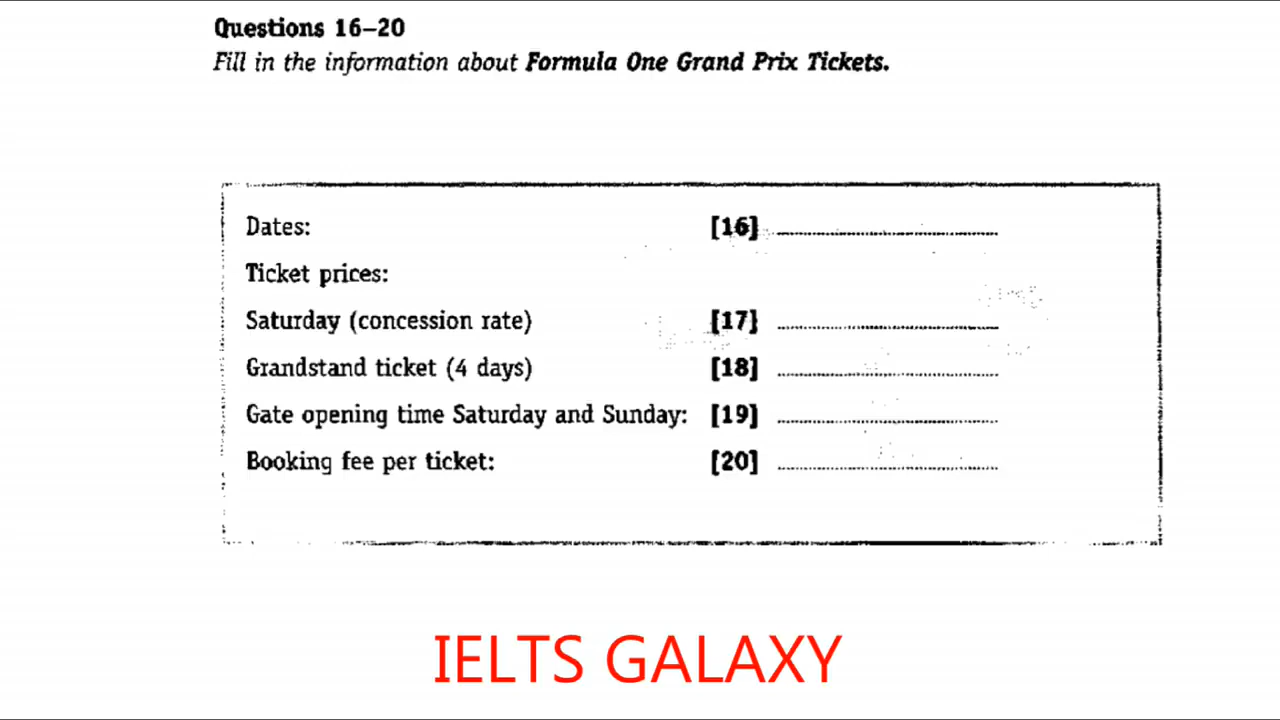 Questions 16–20
Fill in the information about Formula One Grand Prix Tickets.
Dates: [16] ....................
Ticket prices:
Saturday (concession rate) [17] ....................
Grandstand ticket (4 days) [18] ....................
Gate opening time Saturday and Sunday: [19] ....................
Booking fee per ticket: [20] ....................
IELTS GALAXY